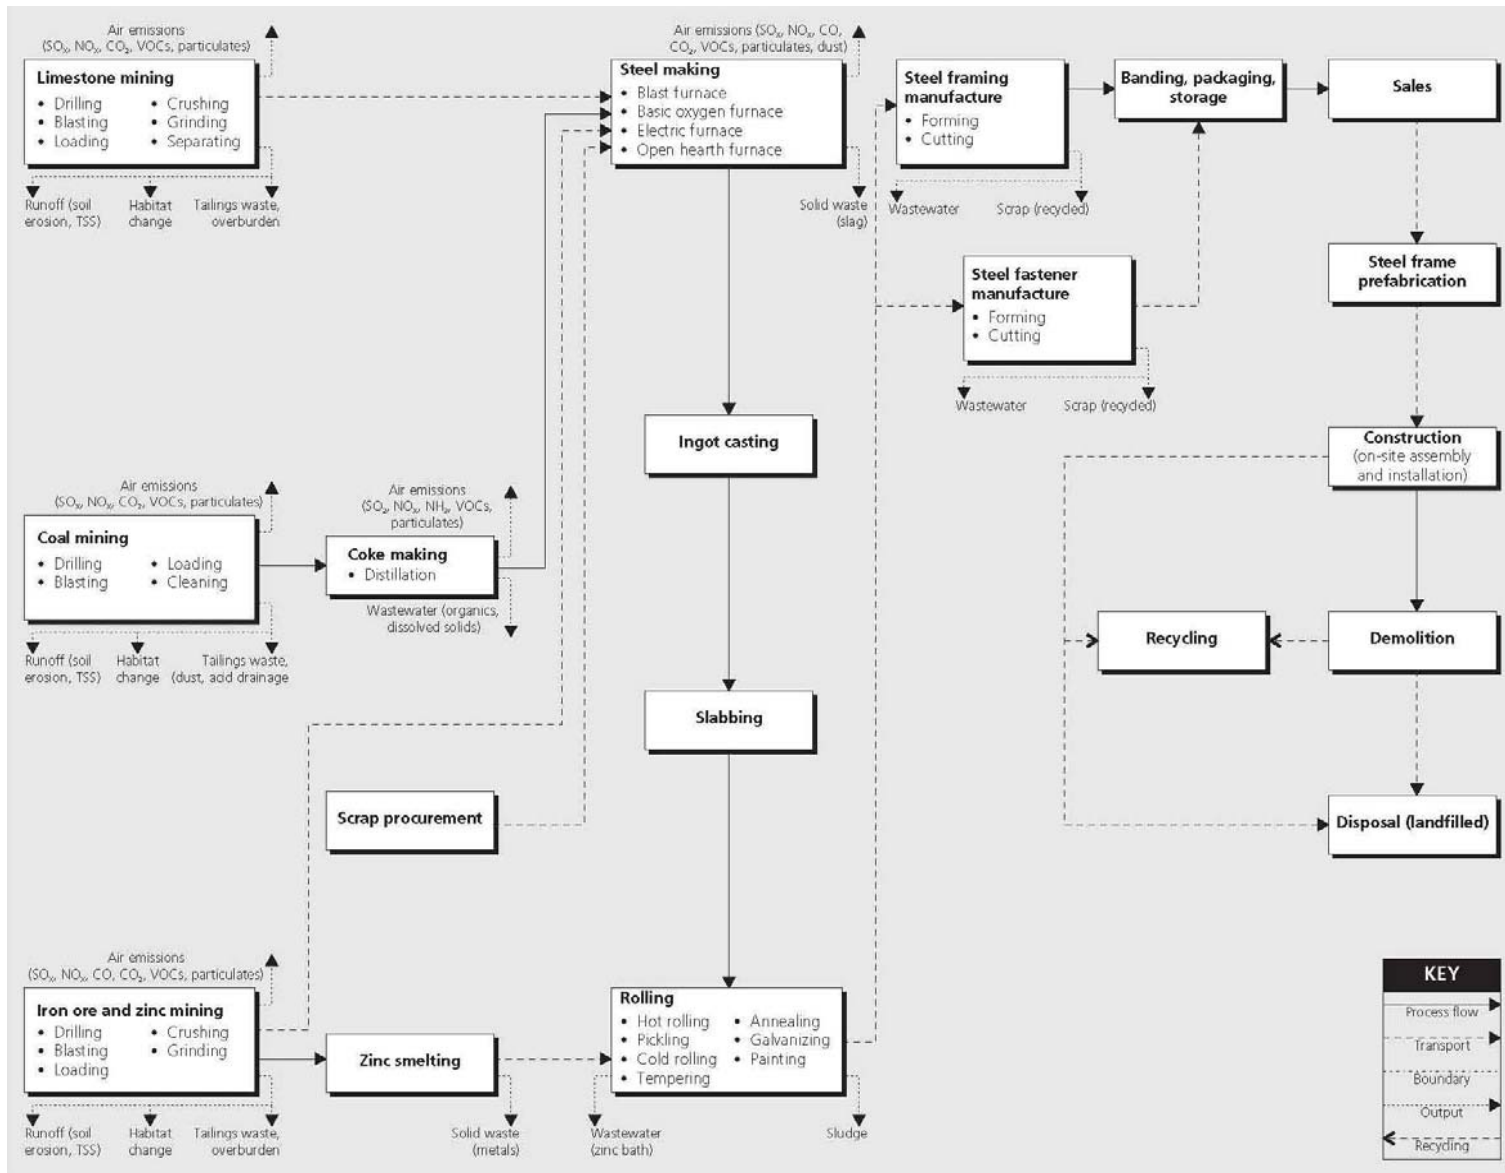 Air emissions
(SOₓ, NOₓ, CO₂, VOCs, particulates)
Limestone mining
• Drilling
• Blasting
• Loading
• Crushing
• Grinding
• Separating
Runoff (soil
erosion, TSS)
Habitat
change
Tailings waste,
overburden
Air emissions (SOₓ, NOₓ, CO,
CO₂, VOCs, particulates, dust)
Steel making
• Blast furnace
• Basic oxygen furnace
• Electric furnace
• Open hearth furnace
Solid waste
(slag)
Steel framing
manufacture
• Forming
• Cutting
Wastewater
Scrap (recycled)
Banding, packaging,
storage
Sales
Steel fastener
manufacture
• Forming
• Cutting
Wastewater
Scrap (recycled)
Steel frame
prefabrication
Ingot casting
Construction
(on-site assembly
and installation)
Air emissions
(SOₓ, NOₓ, CO₂, VOCs, particulates)
Coal mining
• Drilling
• Blasting
• Loading
• Cleaning
Runoff (soil
erosion, TSS)
Habitat
change
Tailings waste,
(dust, acid drainage
Air emissions
(SOₓ, NOₓ, NHₓ, VOCs,
particulates)
Coke making
• Distillation
Wastewater (organics,
dissolved solids)
Recycling
Demolition
Slabbing
Scrap procurement
Disposal (landfilled)
Air emissions
(SOₓ, NOₓ, CO, CO₂, VOCs, particulates)
Iron ore and zinc mining
• Drilling
• Blasting
• Loading
• Crushing
• Grinding
Runoff (soil
erosion, TSS)
Habitat
change
Tailings waste,
overburden
Zinc smelting
Solid waste
(metals)
Rolling
• Hot rolling
• Pickling
• Cold rolling
• Tempering
• Annealing
• Galvanizing
• Painting
Wastewater
(zinc bath)
Sludge
KEY
Process flow
Transport
Boundary
Output
Recycling